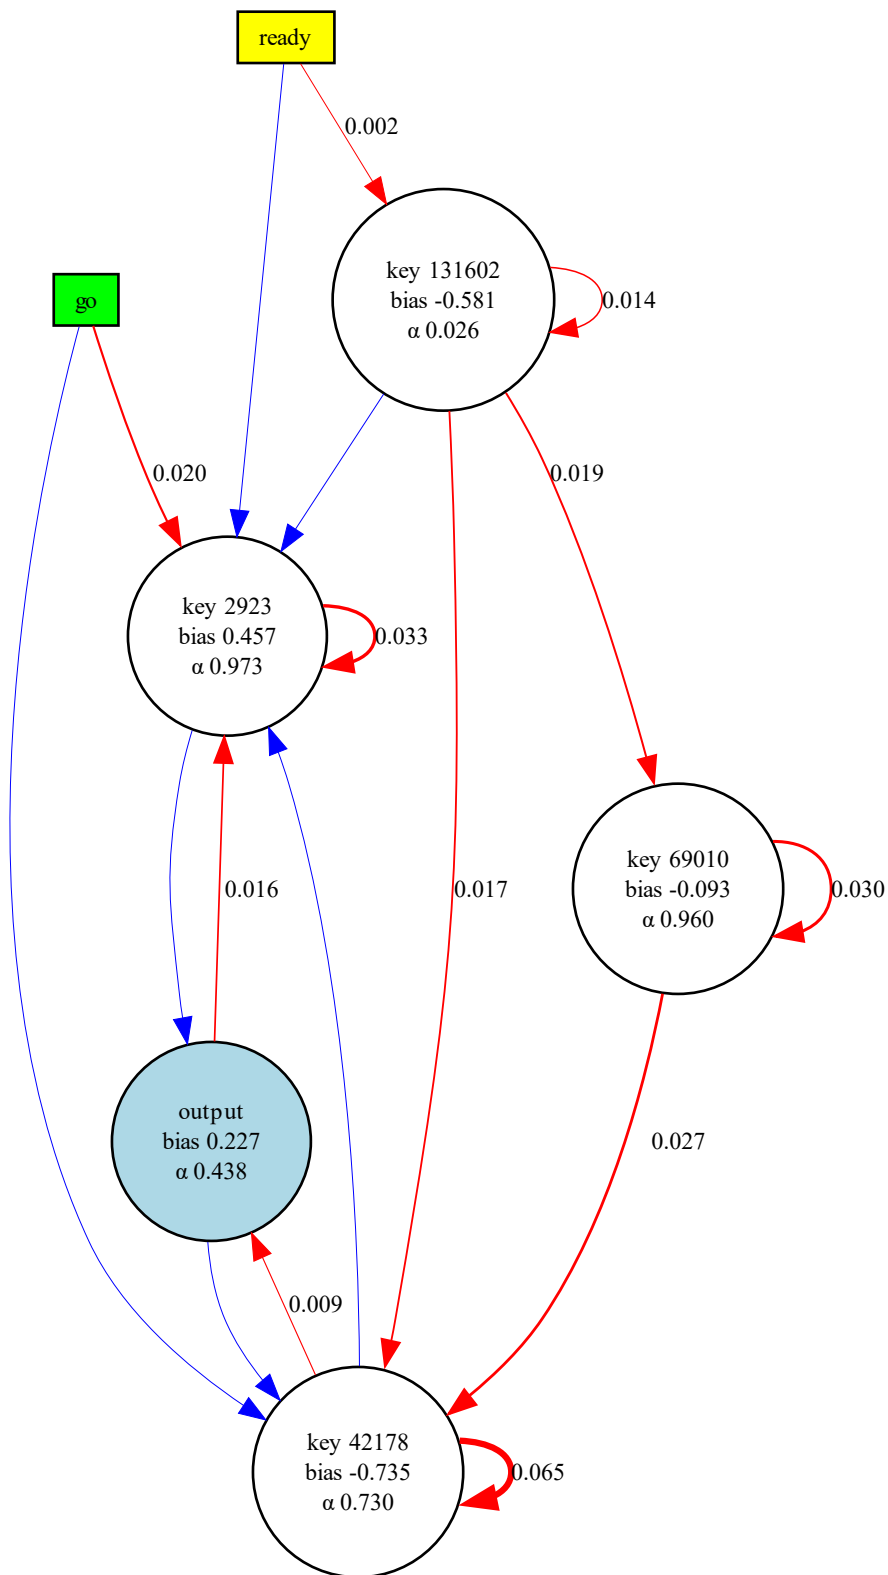 ready
0.002
key 131602
bias -0.581
α 0.026
0.014
go
0.020
0.019
key 2923
bias 0.457
α 0.973
0.033
key 69010
bias -0.093
α 0.960
0.030
0.016
0.017
output
bias 0.227
α 0.438
0.027
0.009
key 42178
bias -0.735
α 0.730
0.065